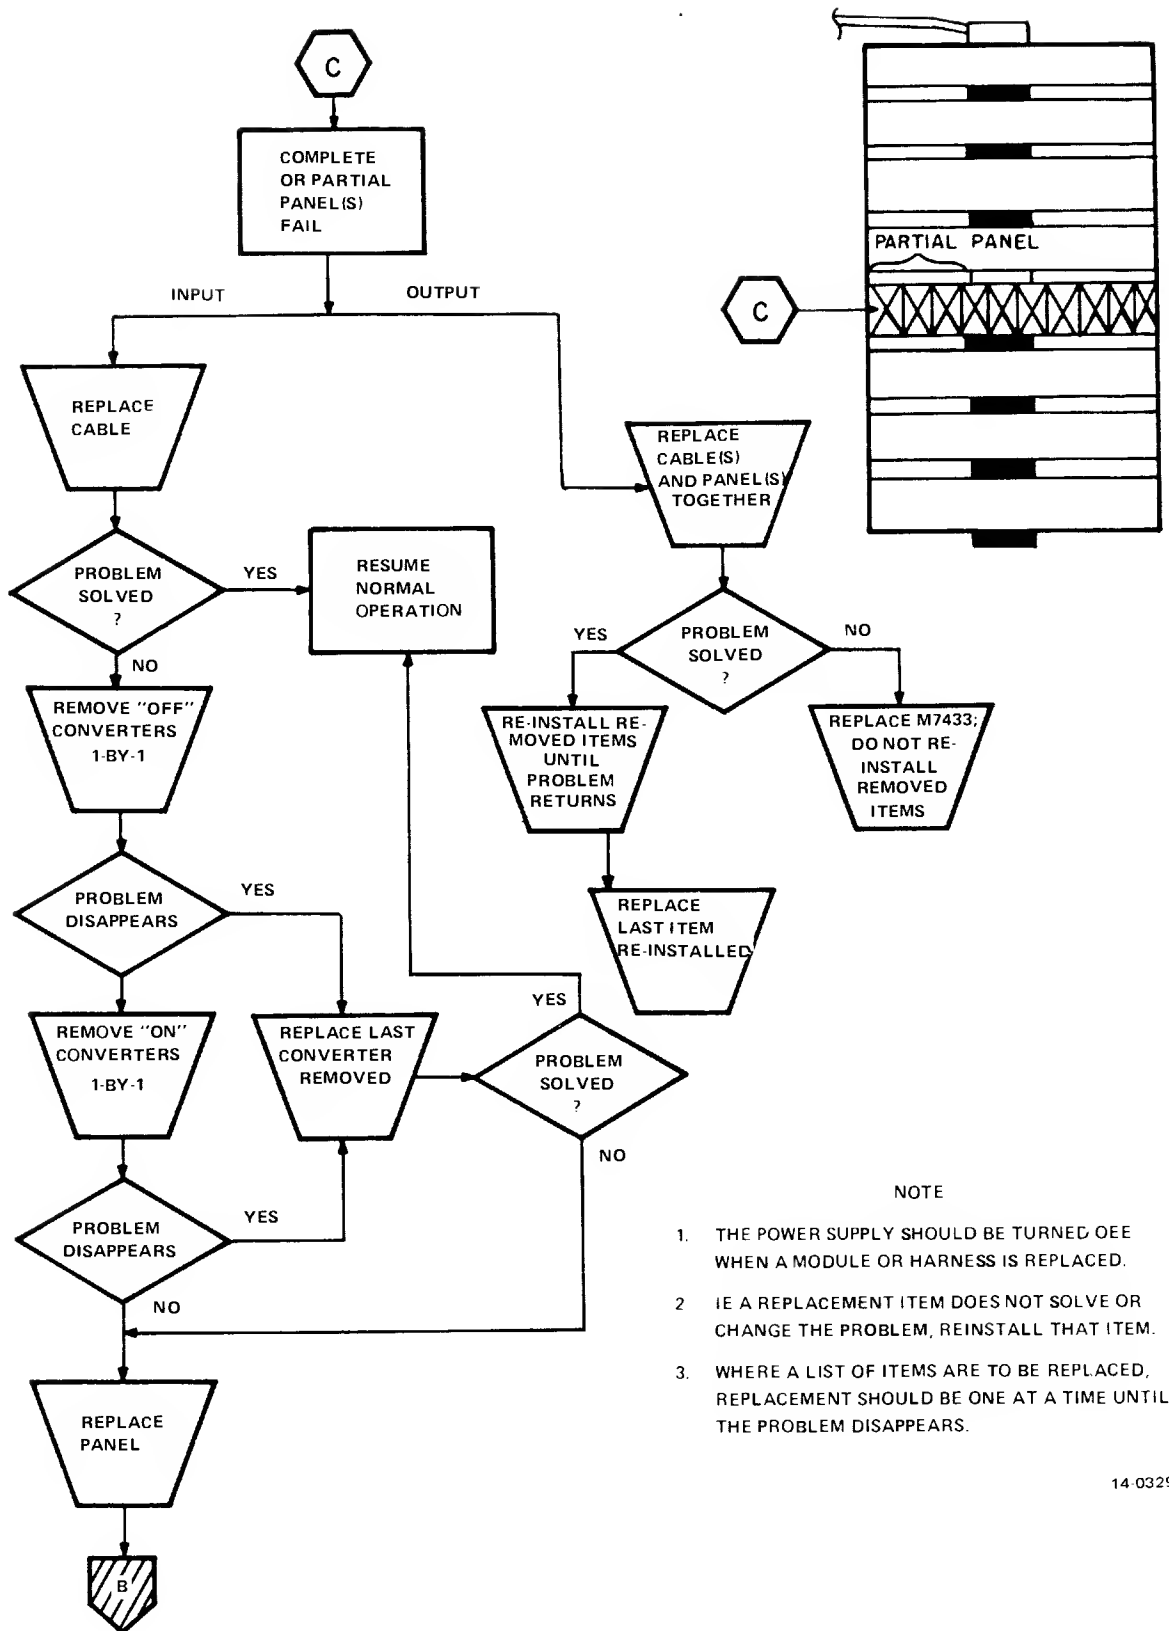 C
COMPLETE
OR PARTIAL
PANEL(S)
FAIL
PARTIAL PANEL
C
INPUT
OUTPUT
REPLACE
CABLE
REPLACE
CABLE(S)
AND PANEL(S)
TOGETHER
PROBLEM
SOLVED
?
YES
RESUME
NORMAL
OPERATION
NO
PROBLEM
SOLVED
?
YES
NO
REMOVE "OFF"
CONVERTERS
1-BY-1
RE-INSTALL RE-
MOVED ITEMS
UNTIL
PROBLEM
RETURNS
REPLACE M7433;
DO NOT RE-
INSTALL
REMOVED
ITEMS
PROBLEM
DISAPPEARS
YES
REPLACE
LAST ITEM
RE-INSTALLED
REMOVE "ON"
CONVERTERS
1-BY-1
REPLACE LAST
CONVERTER
REMOVED
YES
PROBLEM
SOLVED
?
NO
PROBLEM
DISAPPEARS
YES
NO
REPLACE
PANEL
B
NOTE
1. THE POWER SUPPLY SHOULD BE TURNED OEE
WHEN A MODULE OR HARNESS IS REPLACED.
2 IE A REPLACEMENT ITEM DOES NOT SOLVE OR
CHANGE THE PROBLEM, REINSTALL THAT ITEM.
3. WHERE A LIST OF ITEMS ARE TO BE REPLACED,
REPLACEMENT SHOULD BE ONE AT A TIME UNTIL
THE PROBLEM DISAPPEARS.
14-0329